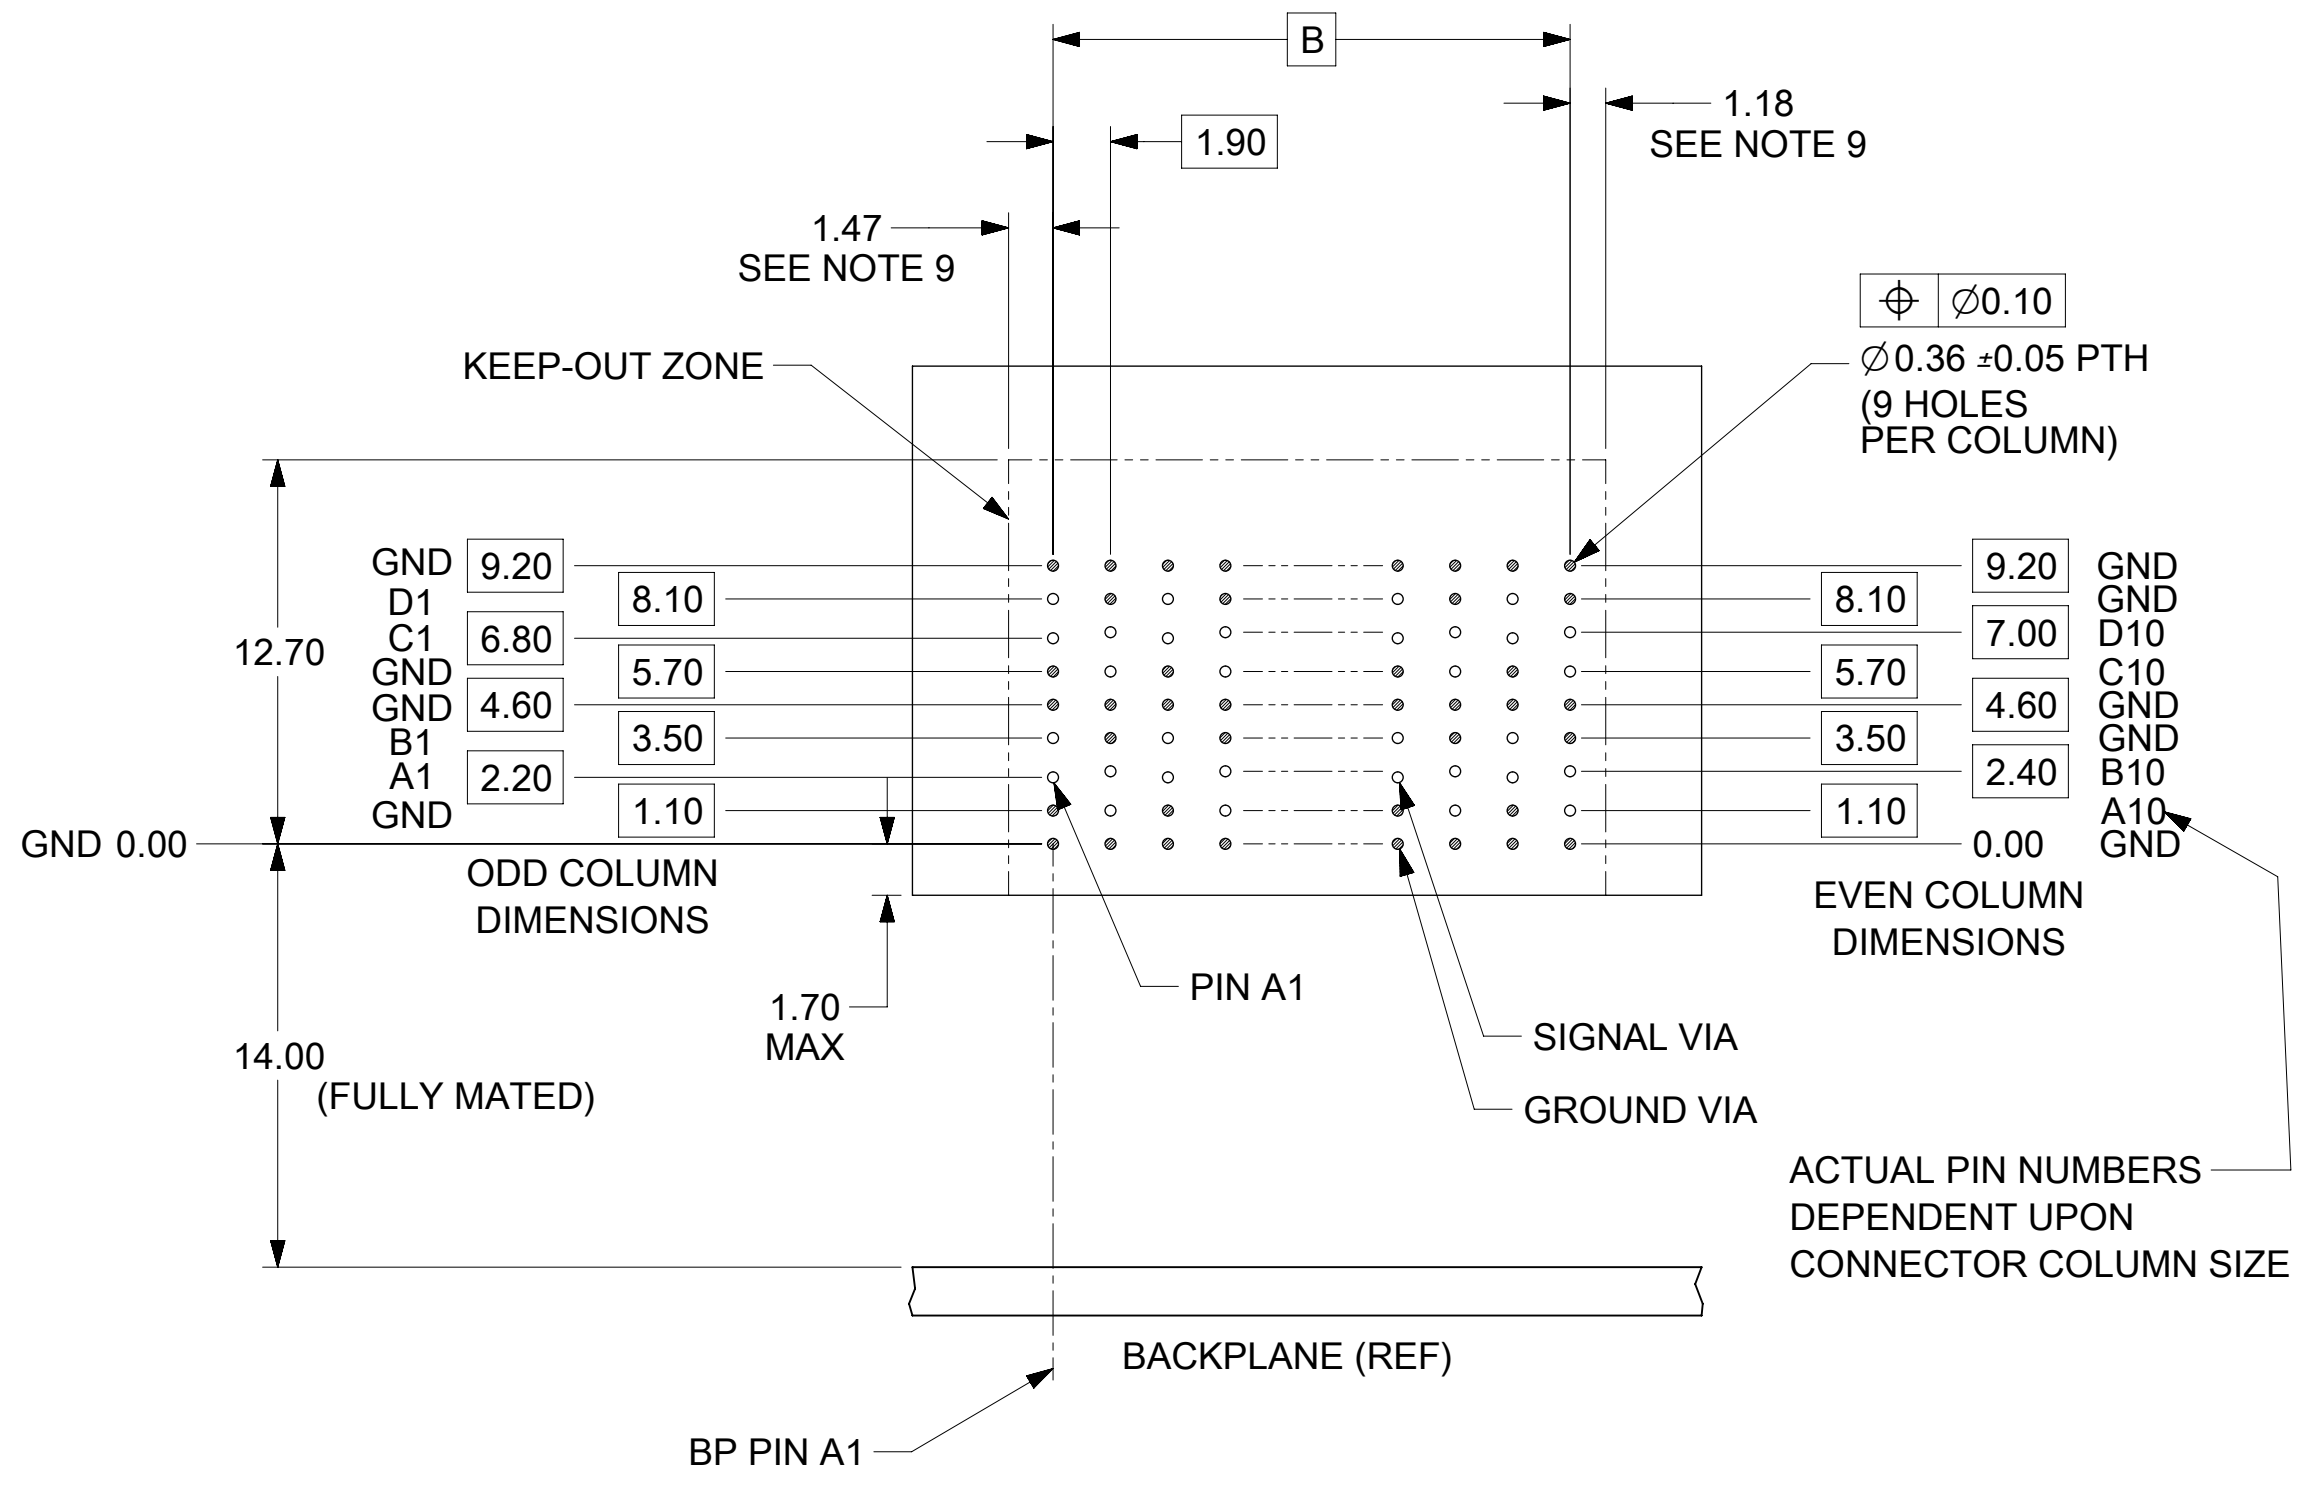 B
1.18
SEE NOTE 9
1.90
1.47
SEE NOTE 9
⌖ ∅0.10
KEEP-OUT ZONE
∅0.36 ±0.05 PTH
(9 HOLES
PER COLUMN)
12.70
GND 9.20
D1 8.10
C1 6.80
GND 5.70
GND 4.60
B1 3.50
A1 2.20
GND 1.10
GND 0.00
ODD COLUMN
DIMENSIONS
9.20 GND
8.10 GND
7.00 D10
5.70 C10
4.60 GND
3.50 GND
2.40 B10
1.10 A10
0.00 GND
EVEN COLUMN
DIMENSIONS
1.70
MAX
PIN A1
SIGNAL VIA
GROUND VIA
14.00
(FULLY MATED)
ACTUAL PIN NUMBERS
DEPENDENT UPON
CONNECTOR COLUMN SIZE
BACKPLANE (REF)
BP PIN A1